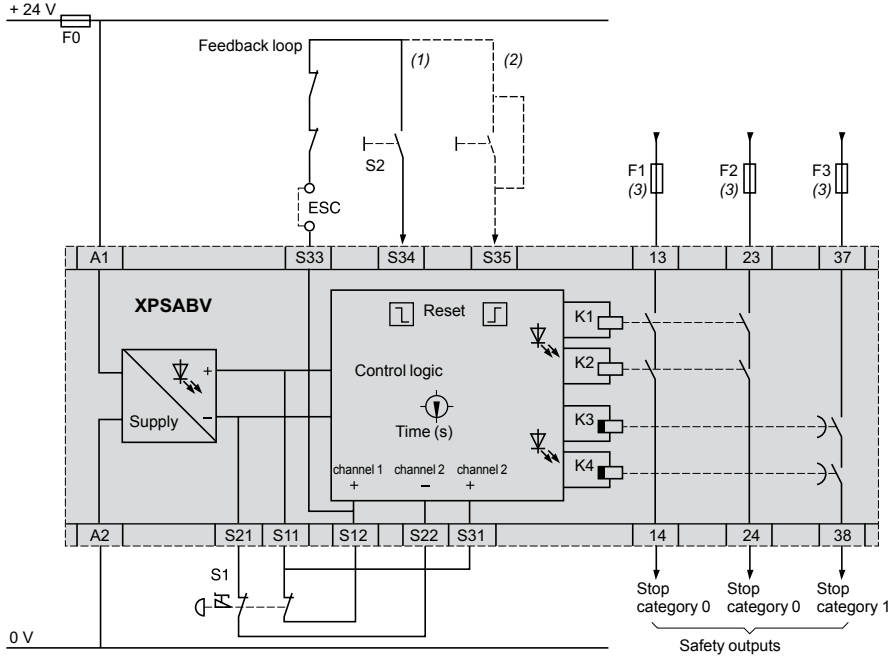 + 24 V
F0
Feedback loop
(1)
(2)
S2
ESC
F1
(3)
F2
(3)
F3
(3)
A1
S33
S34
S35
13
23
37
XPSABV
Reset
K1
K2
Control logic
Supply
+
−
Time (s)
K3
K4
channel 1
+
channel 2
−
channel 2
+
A2
S21
S11
S12
S22
S31
14
24
38
S1
Stop
category 0
Stop
category 0
Stop
category 1
0 V
Safety outputs